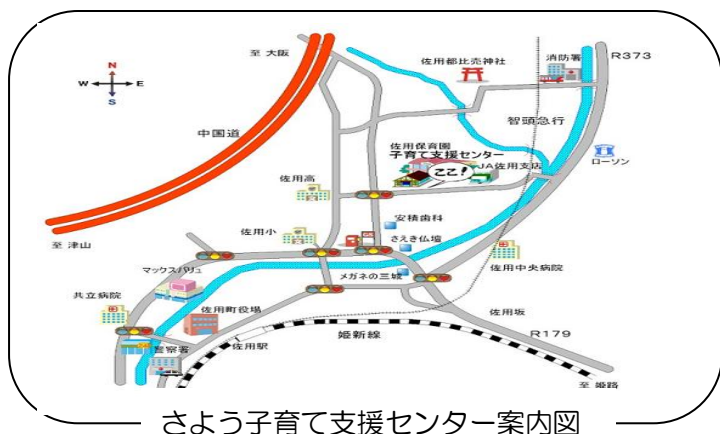 至 大阪
佐用都比売神社
消防署
R373
N
W
E
S
中国道
智頭急行
佐用保育園
子育て支援センター
JA佐用支店
ここ!
ローソン
佐用高
安積歯科
佐用小
さえき仏壇
至 津山
マックスバリュ
メガネの三城
佐用中央病院
共立病院
佐用町役場
佐用坂
警察署
佐用駅
姫新線
R179
至 姫路
さよう子育て支援センター案内図